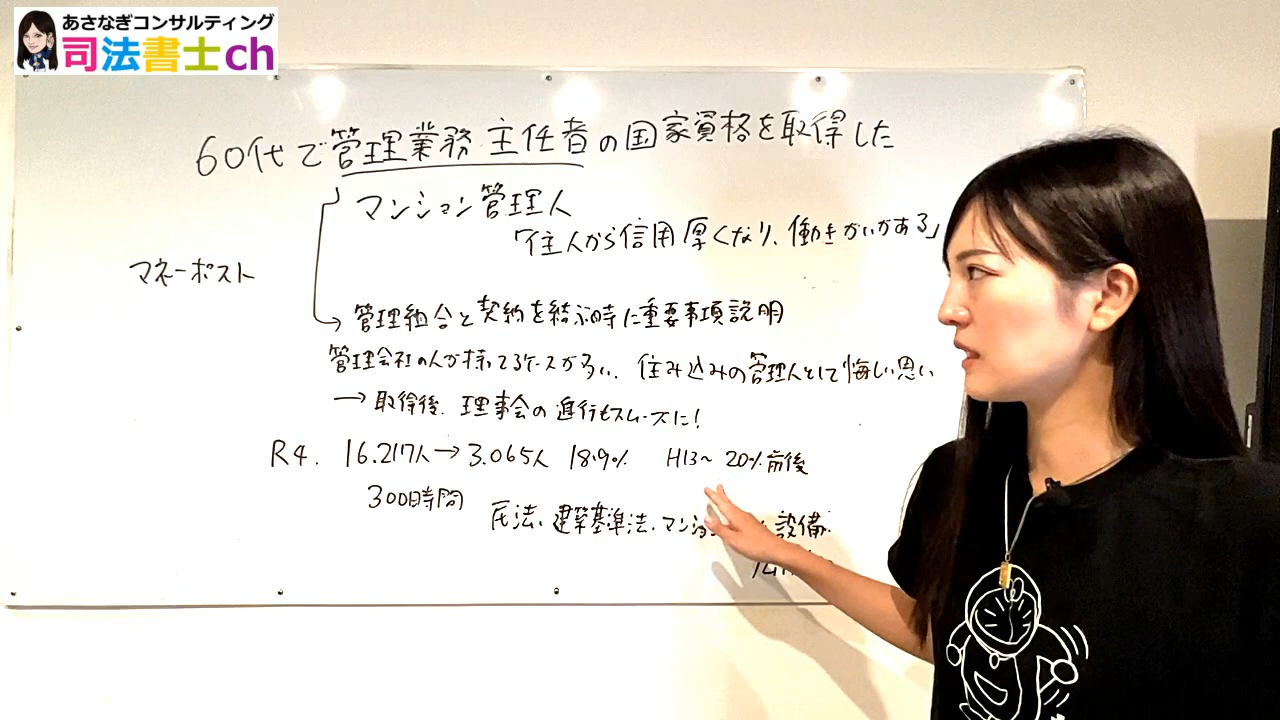 あさなぎコンサルティング
司法書士ch
60代で管理業務主任者の国家資格を取得した
マンション管理人
「住人から信用厚くなり、働きがいがある」
マネーポスト
管理組合と契約を結ぶ時に重要事項説明
管理会社の人が持ってるケースが多い、住み込みの管理人として悔しい思い
→取得後、理事会の進行もスムーズに!
R4. 16.217人→3.065人 18.9% H13~ 20%前後
300時間
民法、建築基準法、マンション 設備